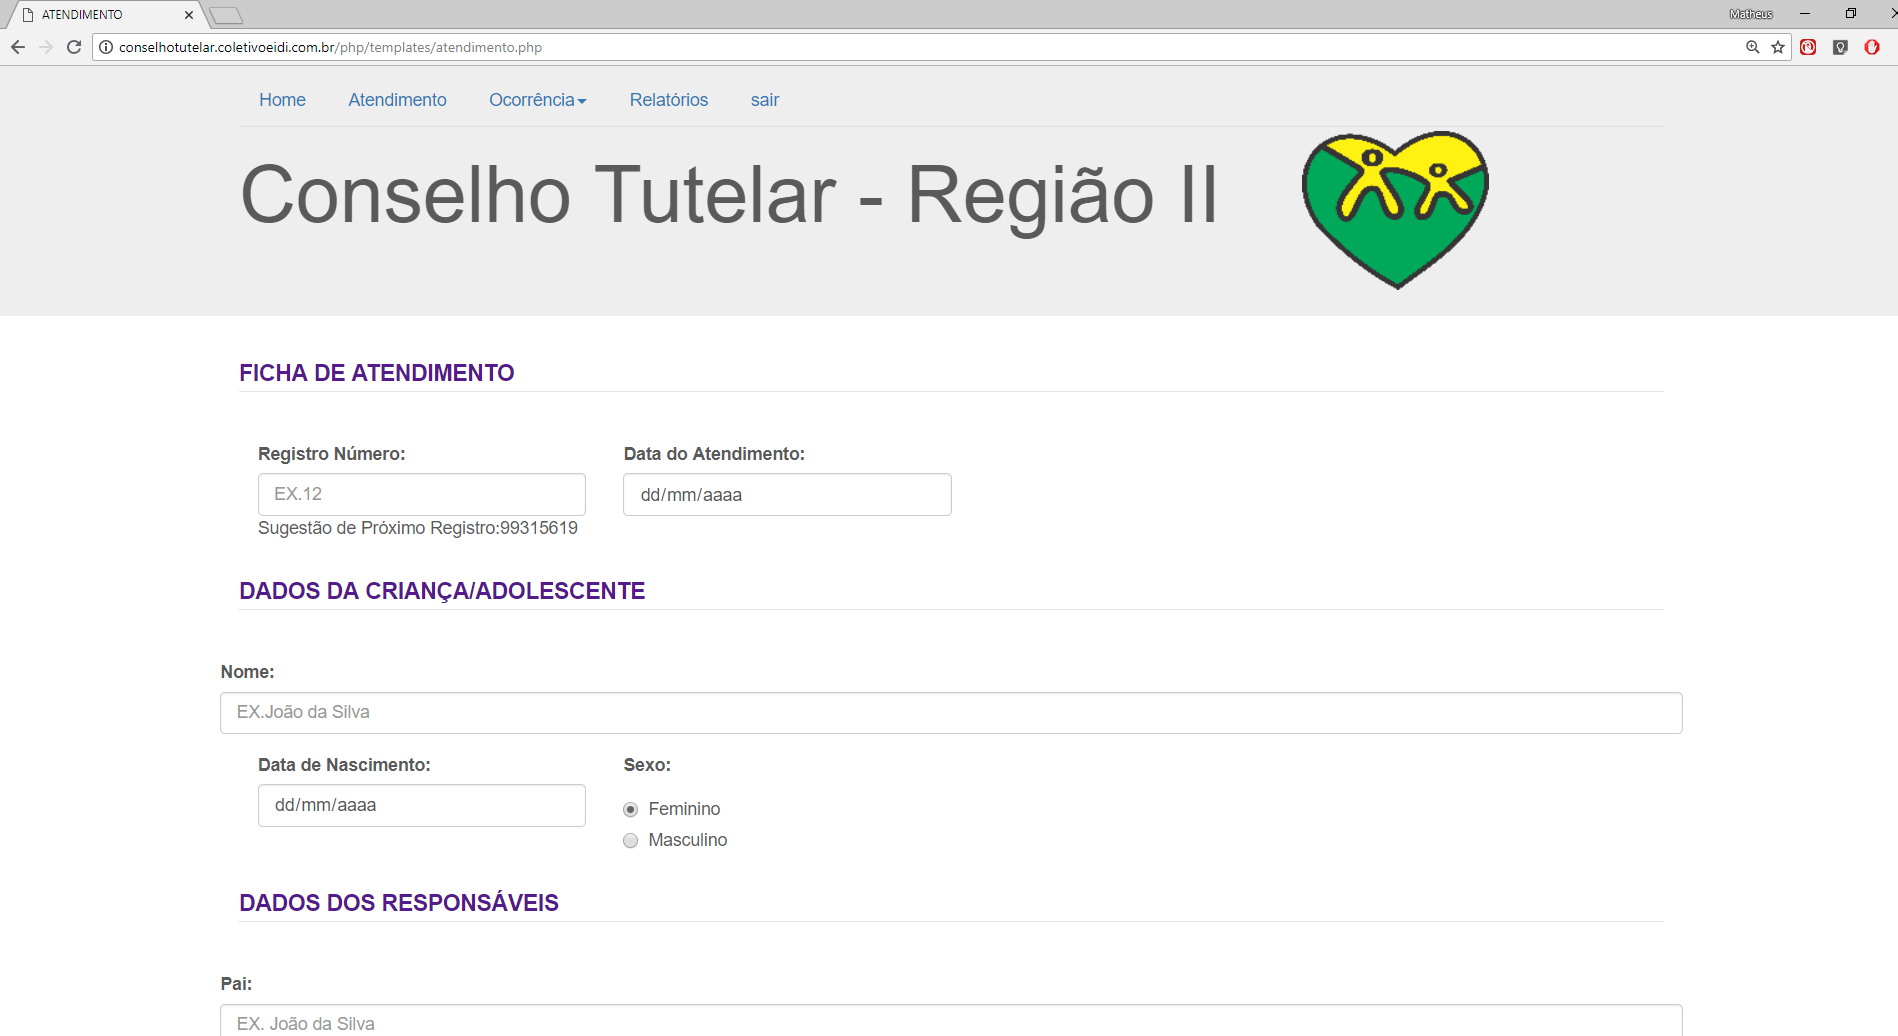 ATENDIMENTO
Matheus
conselhotutelar.coletivoeidi.com.br/php/templates/atendimento.php
Home Atendimento Ocorrência Relatórios sair
Conselho Tutelar - Região II
FICHA DE ATENDIMENTO
Registro Número: Data do Atendimento:
EX.12 dd/mm/aaaa
Sugestão de Próximo Registro:99315619
DADOS DA CRIANÇA/ADOLESCENTE
Nome:
EX.João da Silva
Data de Nascimento: Sexo:
dd/mm/aaaa Feminino
Masculino
DADOS DOS RESPONSÁVEIS
Pai:
EX. João da Silva